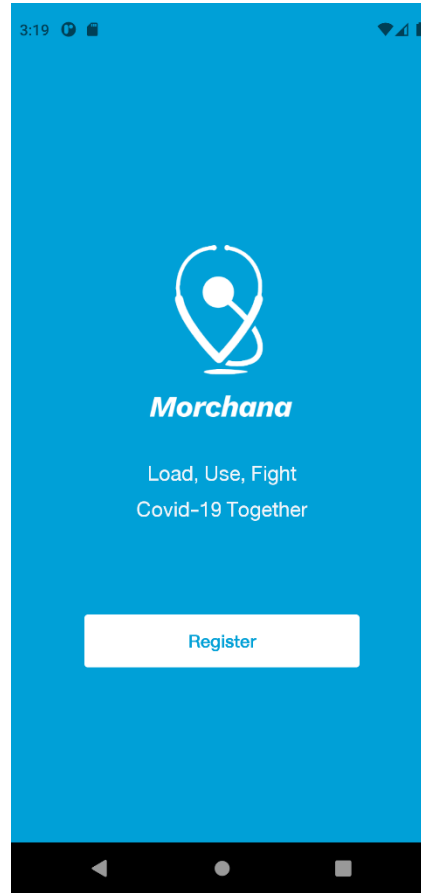 3:19
Morchana
Load, Use, Fight
Covid-19 Together
Register